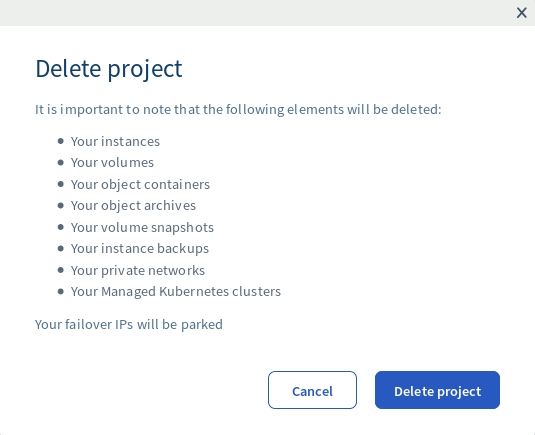 Delete project
It is important to note that the following elements will be deleted:
Your instances
Your volumes
Your object containers
Your object archives
Your volume snapshots
Your instance backups
Your private networks
Your Managed Kubernetes clusters
Your failover IPs will be parked
Cancel
Delete project